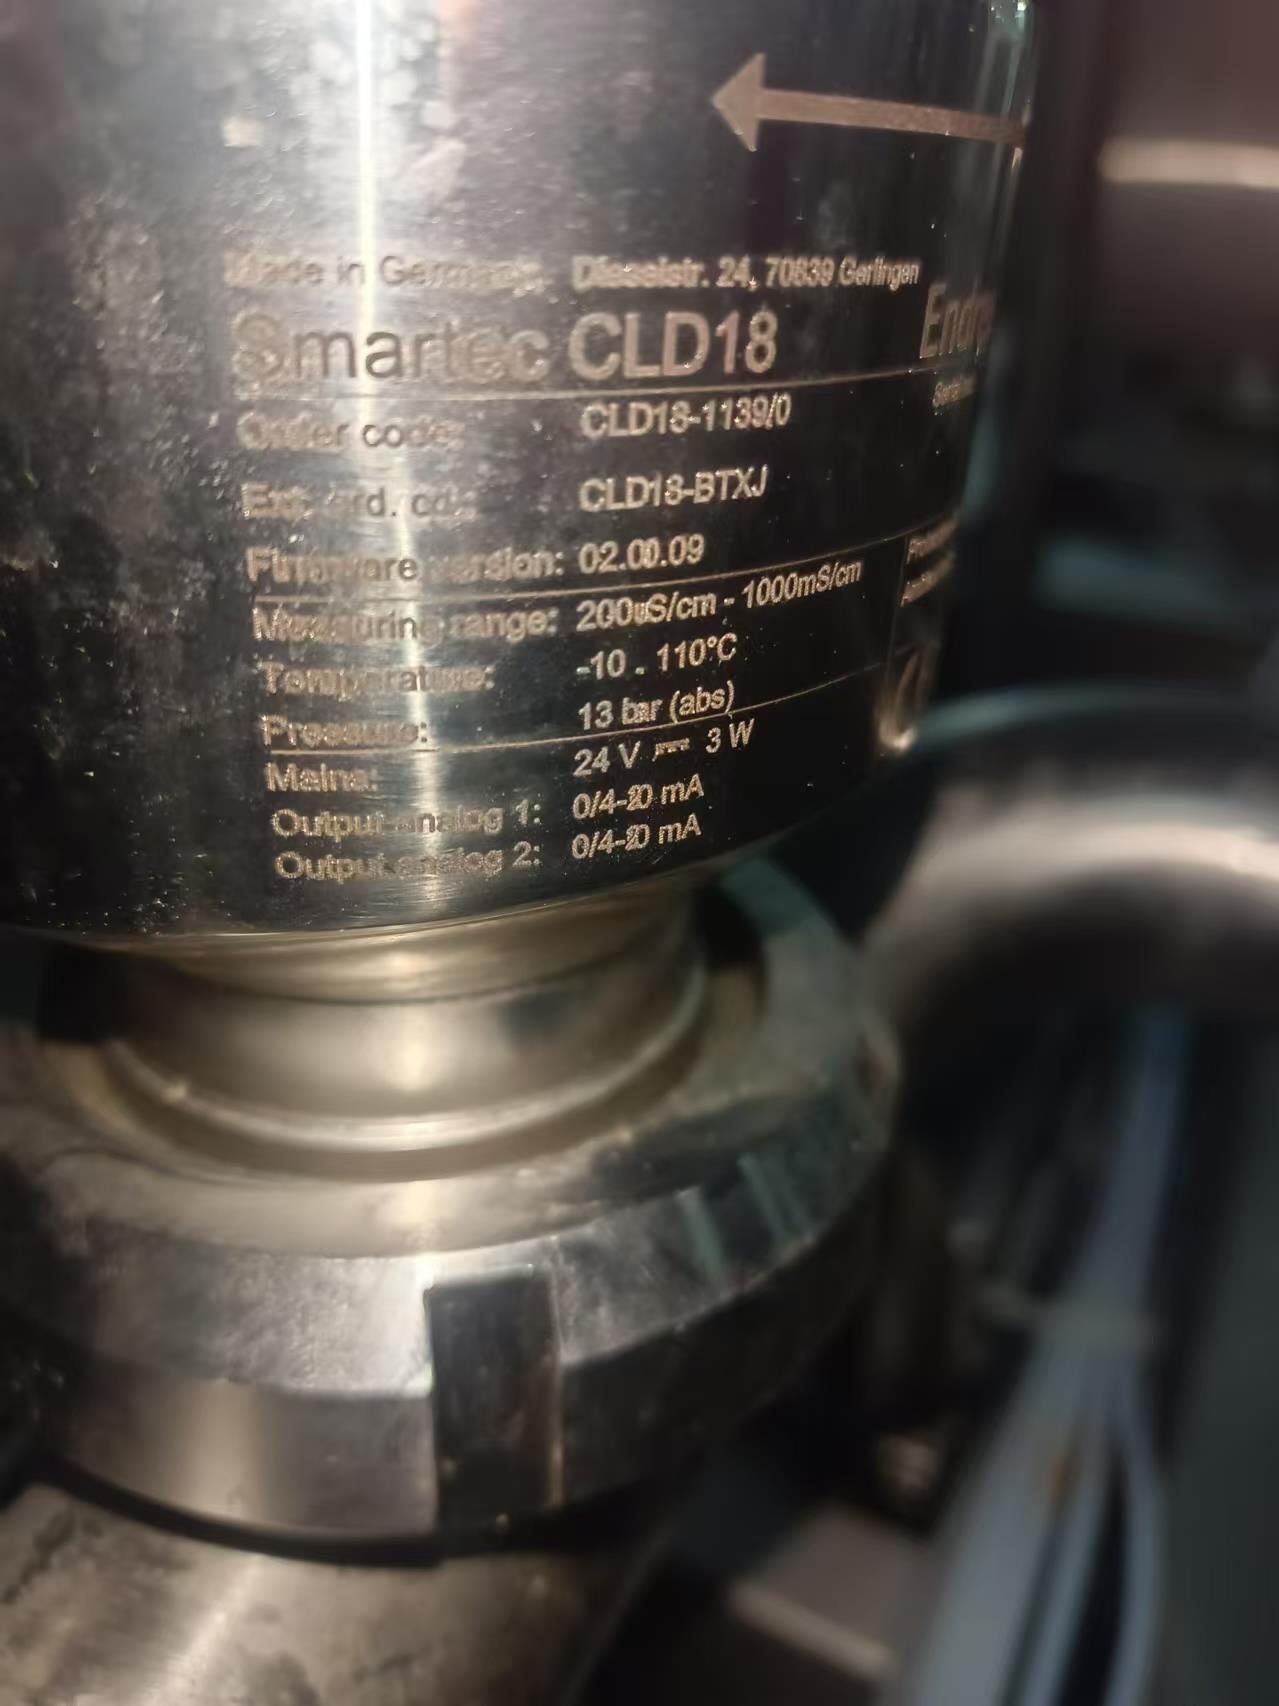 Made in Germany, Dieselstr. 24, 70839 Gerlingen
Smartec CLD18
Order code: CLD18-1139/0
Ext. ord. cd.: CLD18-BTXJ
Firmware version: 02.00.09
Measuring range: 200uS/cm - 1000mS/cm
Temperature: -10 . 110°C
Pressure: 13 bar (abs)
Mains: 24 V ⎓ 3 W
Output analog 1: 0/4-20 mA
Output analog 2: 0/4-20 mA